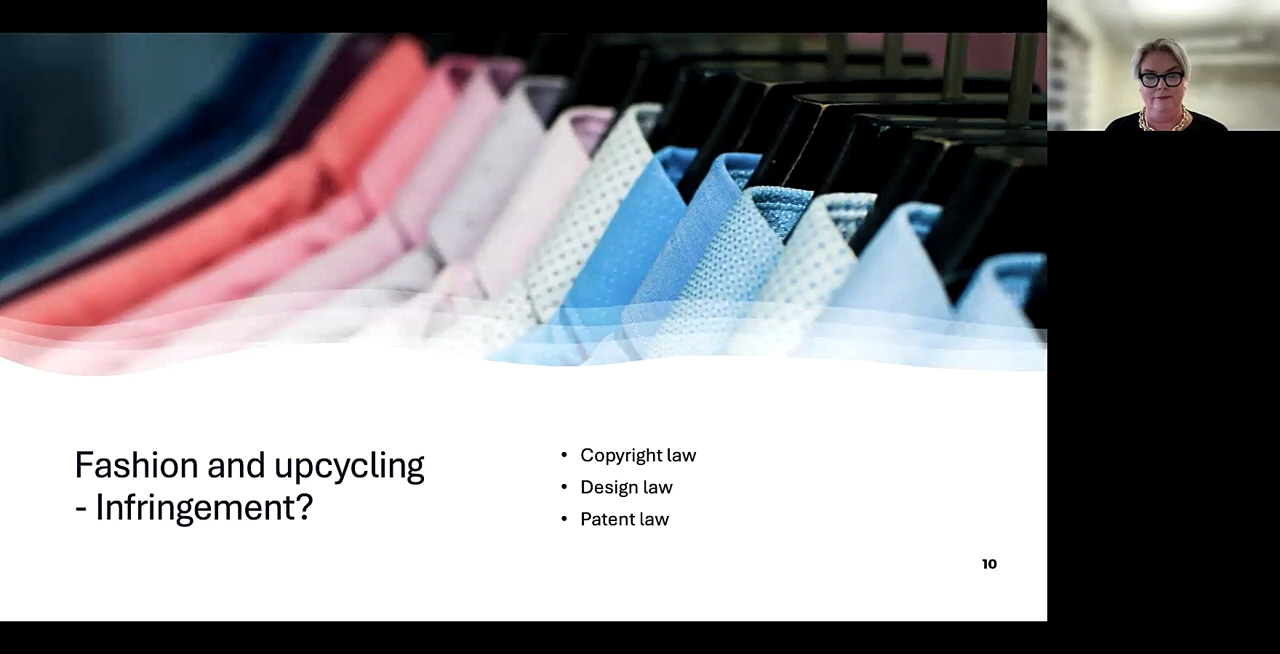 Fashion and upcycling
- Infringement?
• Copyright law
• Design law
• Patent law
10